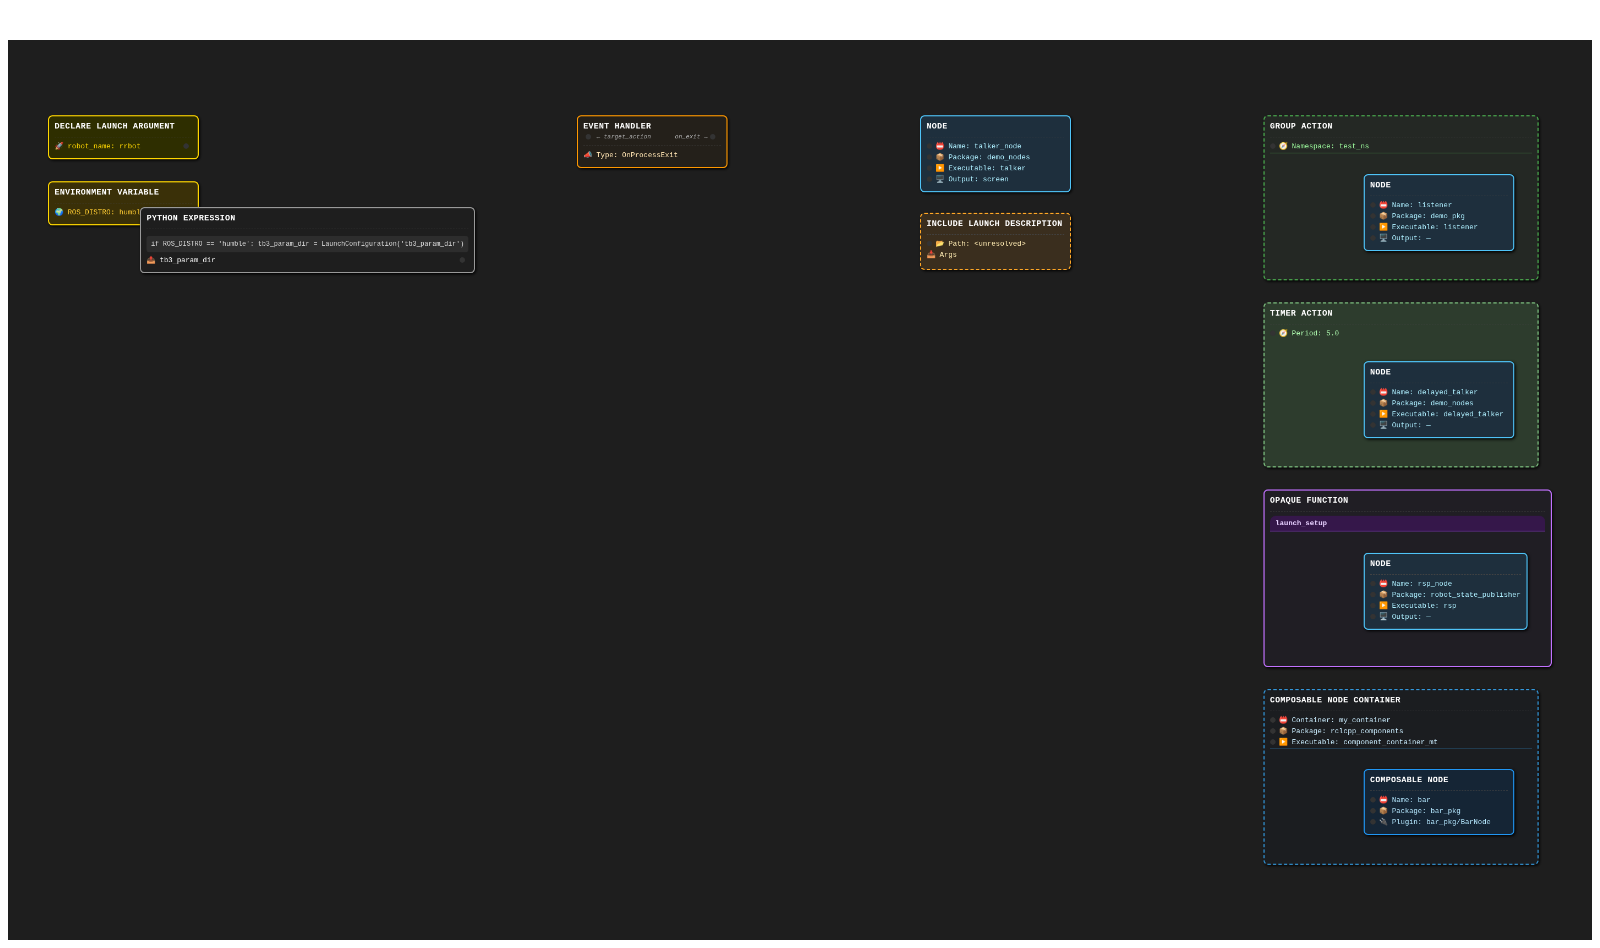 DECLARE LAUNCH ARGUMENT
🚀 robot_name: rrbot
ENVIRONMENT VARIABLE
🌍 ROS_DISTRO:
PYTHON EXPRESSION
if ROS_DISTRO == 'humble': tb3_param_dir = LaunchConfiguration('tb3_param_dir')
📤 tb3_param_dir
EVENT HANDLER
← target_action on_exit →
📣 Type: OnProcessExit
NODE
📛 Name: talker_node
📦 Package: demo_nodes
▶️ Executable: talker
🖥️ Output: screen
INCLUDE LAUNCH DESCRIPTION
📂 Path: <unresolved>
📥 Args
GROUP ACTION
🧭 Namespace: test_ns
NODE
📛 Name: listener
📦 Package: demo_pkg
▶️ Executable: listener
🖥️ Output: —
TIMER ACTION
🧭 Period: 5.0
NODE
📛 Name: delayed_talker
📦 Package: demo_nodes
▶️ Executable: delayed_talker
🖥️ Output: —
OPAQUE FUNCTION
launch_setup
NODE
📛 Name: rsp_node
📦 Package: robot_state_publisher
▶️ Executable: rsp
🖥️ Output: —
COMPOSABLE NODE CONTAINER
📛 Container: my_container
📦 Package: rclcpp_components
▶️ Executable: component_container_mt
COMPOSABLE NODE
📛 Name: bar
📦 Package: bar_pkg
🔌 Plugin: bar_pkg/BarNode